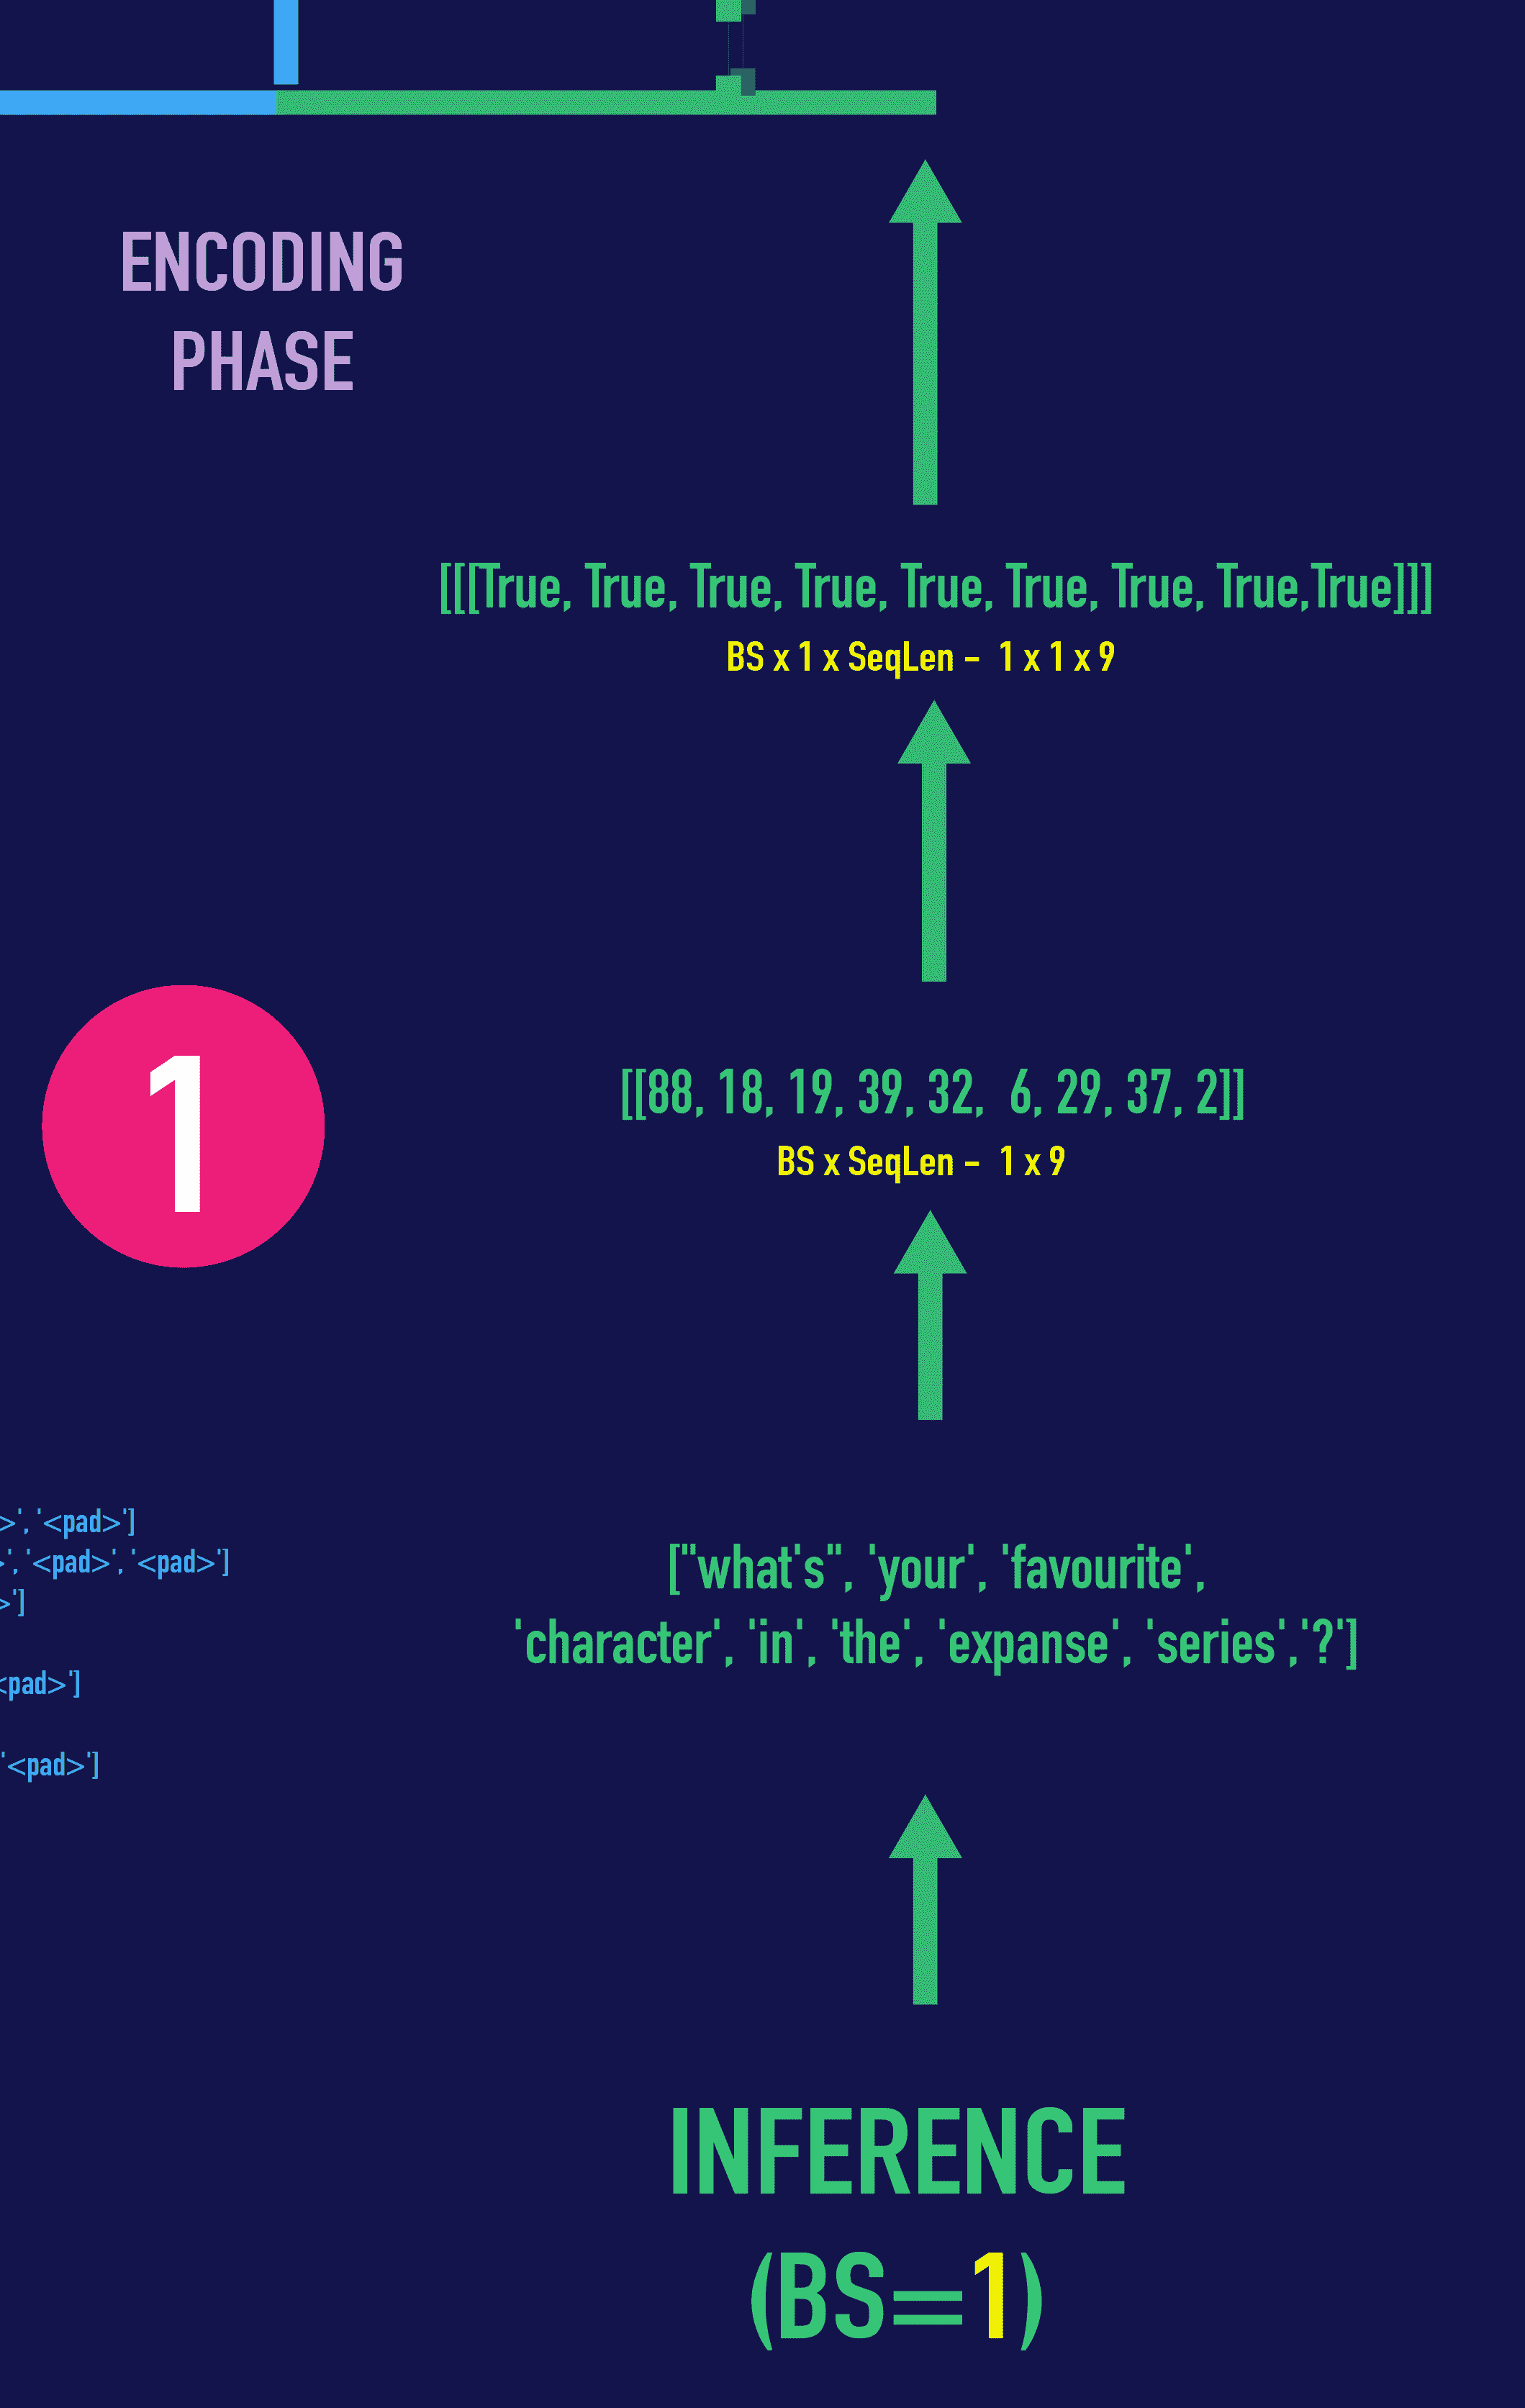 ENCODING
PHASE
[[[True, True, True, True, True, True, True, True,True]]]
BS x 1 x SeqLen - 1 x 1 x 9
1
[[88, 18, 19, 39, 32, 6, 29, 37, 2]]
BS x SeqLen - 1 x 9
>', '<pad>']
>', '<pad>', '<pad>']
>']
<pad>']
'<pad>']
["what's", 'your', 'favourite',
'character', 'in', 'the', 'expanse', 'series','?']
INFERENCE
(BS=1)